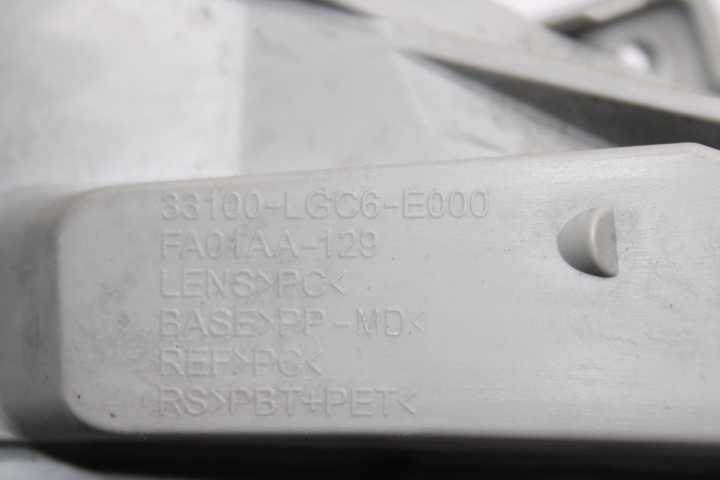 33100-LGC6-E000
FA01AA-129
LENS>PC<
BASE>PP-MD<
REF>PC<
RS>PBT+PET<